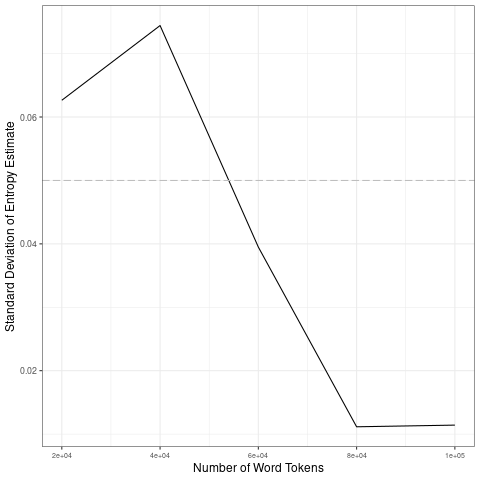 Standard Deviation of Entropy Estimate
0.06
0.04
0.02
2e+04 4e+04 6e+04 8e+04 1e+05
Number of Word Tokens